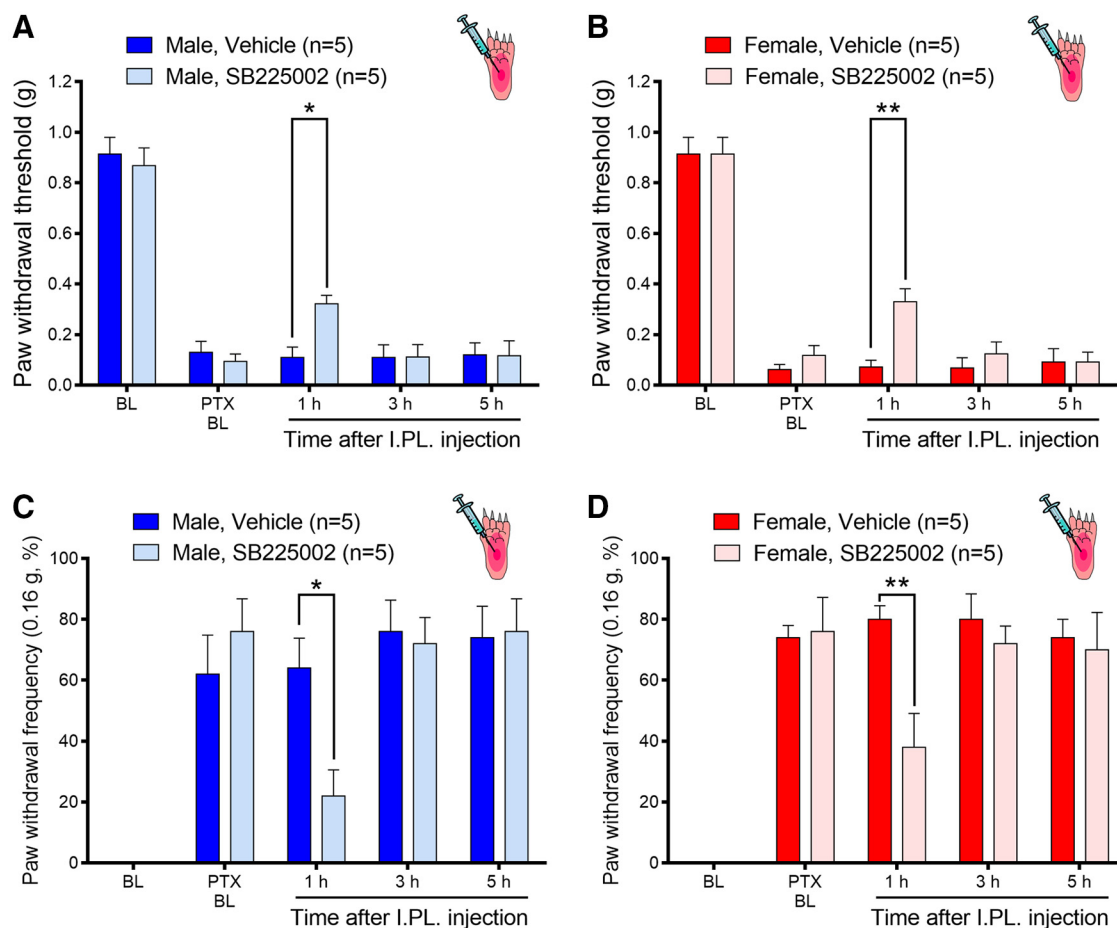 A
Male, Vehicle (n=5)
Male, SB225002 (n=5)
Paw withdrawal threshold (g)
1.2
1.0
0.8
0.6
0.4
0.2
0.0
*
BL
PTX
BL
1 h
3 h
5 h
Time after I.PL. injection
B
Female, Vehicle (n=5)
Female, SB225002 (n=5)
Paw withdrawal threshold (g)
1.2
1.0
0.8
0.6
0.4
0.2
0.0
**
BL
PTX
BL
1 h
3 h
5 h
Time after I.PL. injection
C
Male, Vehicle (n=5)
Male, SB225002 (n=5)
Paw withdrawal frequency (0.16 g, %)
100
80
60
40
20
0
*
BL
PTX
BL
1 h
3 h
5 h
Time after I.PL. injection
D
Female, Vehicle (n=5)
Female, SB225002 (n=5)
Paw withdrawal frequency (0.16 g, %)
100
80
60
40
20
0
**
BL
PTX
BL
1 h
3 h
5 h
Time after I.PL. injection